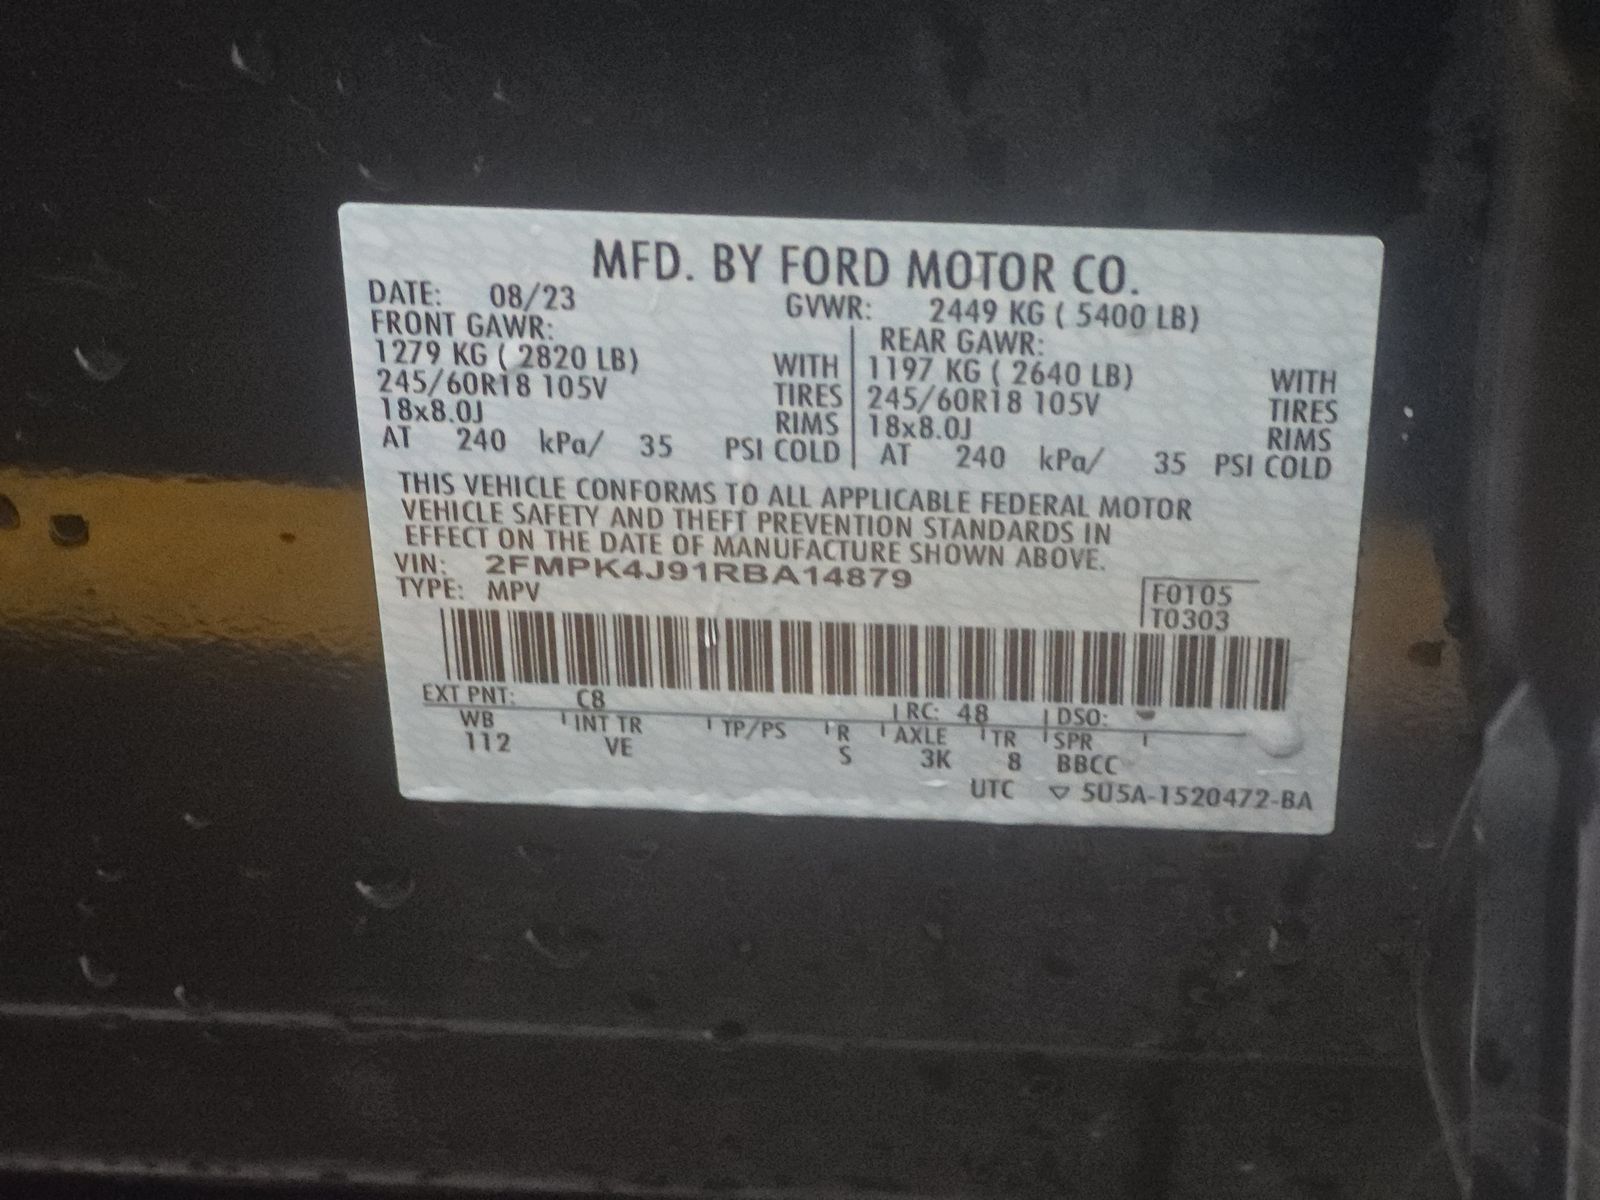 MFD. BY FORD MOTOR CO.
DATE: 08/23 GVWR: 2449 KG ( 5400 LB)
FRONT GAWR: REAR GAWR:
1279 KG ( 2820 LB) WITH 1197 KG ( 2640 LB) WITH
245/60R18 105V TIRES 245/60R18 105V TIRES
18x8.0J RIMS 18x8.0J RIMS
AT 240 kPa/ 35 PSI COLD AT 240 kPa/ 35 PSI COLD
THIS VEHICLE CONFORMS TO ALL APPLICABLE FEDERAL MOTOR
VEHICLE SAFETY AND THEFT PREVENTION STANDARDS IN
EFFECT ON THE DATE OF MANUFACTURE SHOWN ABOVE.
VIN: 2FMPK4J91RBA14879
TYPE: MPV F0T05
T0303
EXT PNT: C8 RC: 48 DSO:
WB INT TR TP/PS R AXLE TR SPR
112 VE S 3K 8 BBCC
UTC ▽ 5U5A-1520472-BA